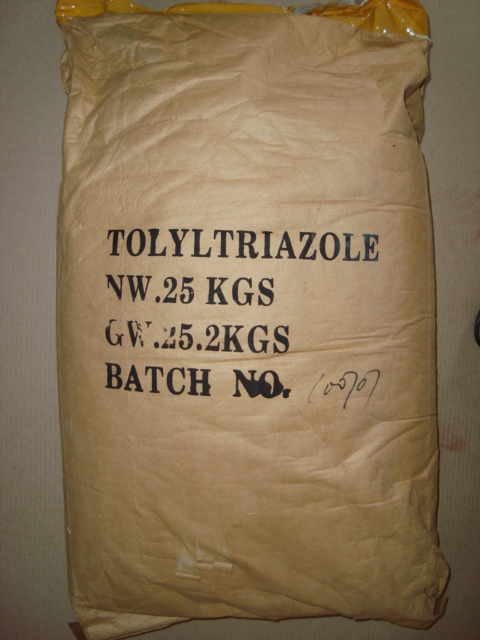 TOLYLTRIAZOLE
NW.25 KGS
GW.25.2KGS
BATCH NO.